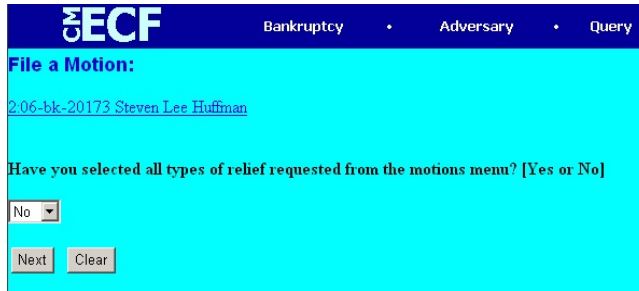 CM ECF Bankruptcy • Adversary • Query
File a Motion:
2:06-bk-20173 Steven Lee Huffman
Have you selected all types of relief requested from the motions menu? [Yes or No]
No
Next Clear